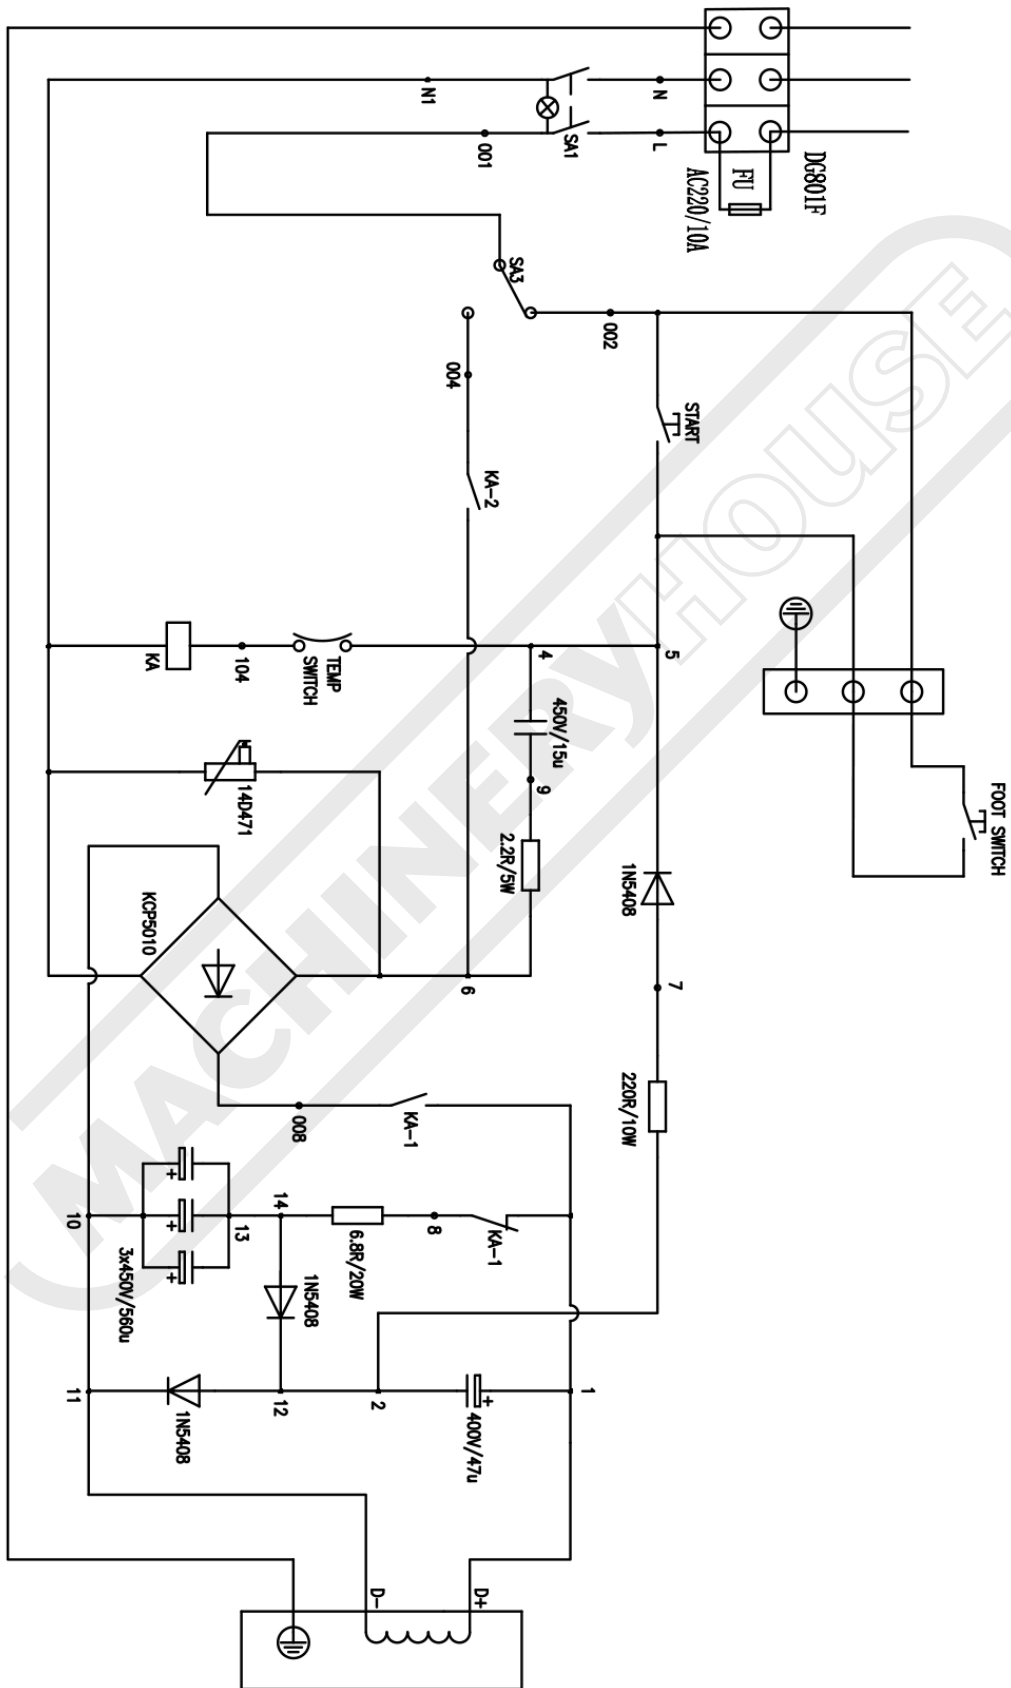 DG801F
FU
AC220/10A
N1
N
SA1
001
L
SA3
002
004
START
KA-2
KA
104
TEMP
SWITCH
4
5
450V/15u
9
2.2R/5W
14D471
KCP5010
6
1N5408
7
220R/10W
FOOT SWITCH
008
KA-1
10
13
14
8
KA-1
6.8R/20W
3x450V/560u
+
+
+
1N5408
11
1N5408
12
2
+
400V/47u
1
D-
D+
MACHINERYHOUSE